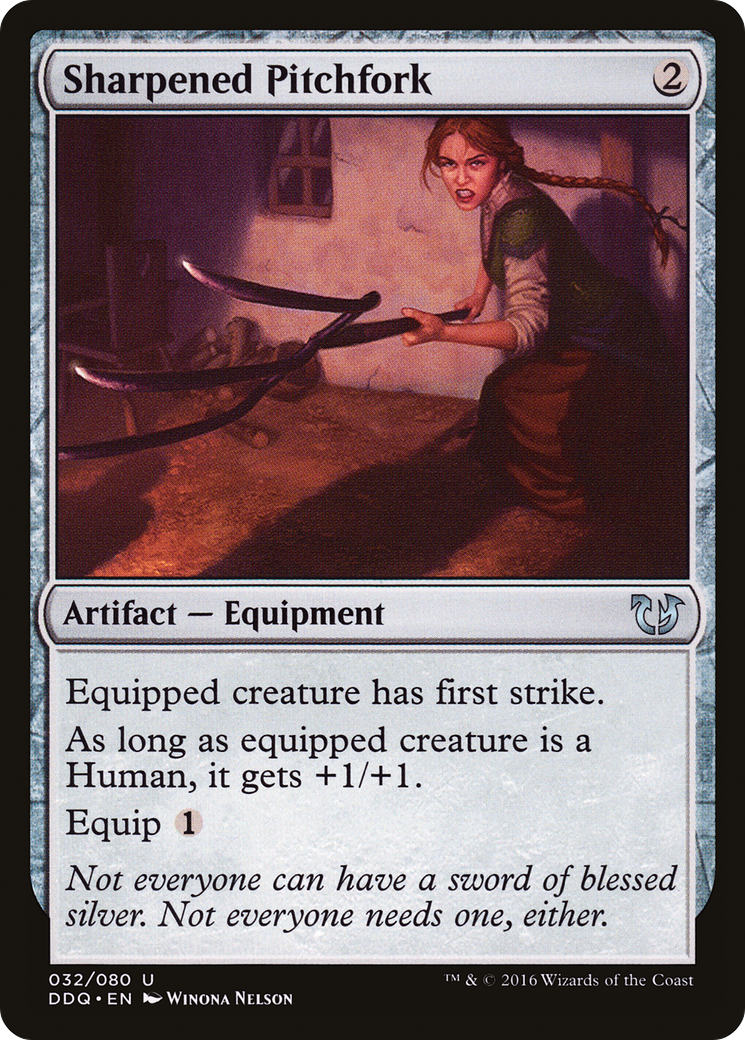 Sharpened Pitchfork 2
Artifact — Equipment
Equipped creature has first strike.
As long as equipped creature is a
Human, it gets +1/+1.
Equip 1
Not everyone can have a sword of blessed
silver. Not everyone needs one, either.
032/080 U
™ & © 2016 Wizards of the Coast
DDQ • EN Winona Nelson